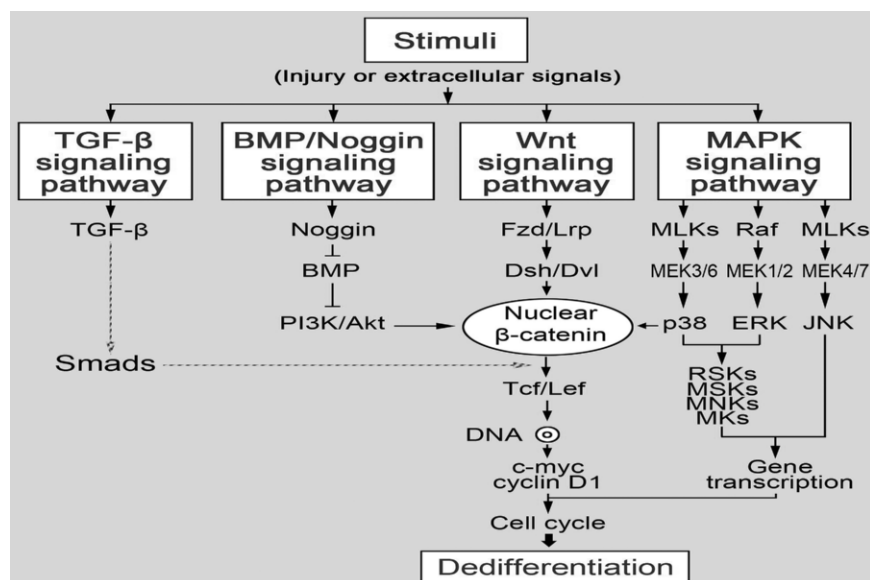 Stimuli
(Injury or extracellular signals)
TGF-β
signaling
pathway
BMP/Noggin
signaling
pathway
Wnt
signaling
pathway
MAPK
signaling
pathway
TGF-β
Noggin
Fzd/Lrp
MLKs
Raf
MLKs
BMP
Dsh/Dvl
MEK3/6
MEK1/2
MEK4/7
PI3K/Akt
Nuclear
β-catenin
p38
ERK
JNK
Smads
Tcf/Lef
RSKs
MSKs
MNKs
MKs
DNA
c-myc
cyclin D1
Gene
transcription
Cell cycle
Dedifferentiation